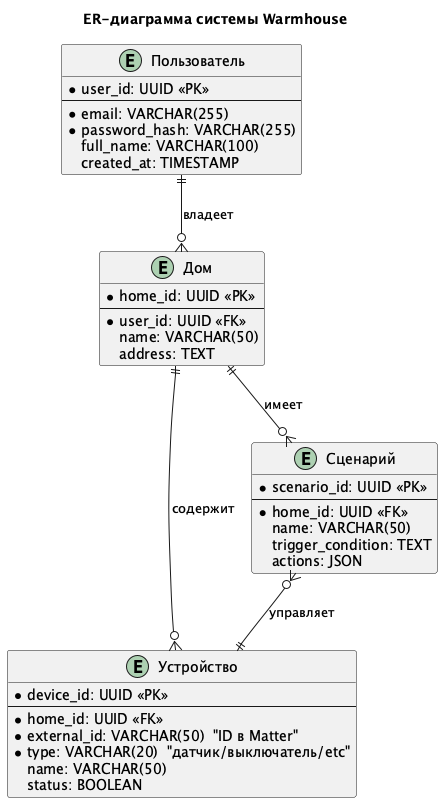 ER-диаграмма системы Warmhouse
E Пользователь
user_id: UUID «PK»
email: VARCHAR(255)
password_hash: VARCHAR(255)
full_name: VARCHAR(100)
created_at: TIMESTAMP
владеет
E Дом
home_id: UUID «PK»
user_id: UUID «FK»
name: VARCHAR(50)
address: TEXT
имеет
E Сценарий
scenario_id: UUID «PK»
home_id: UUID «FK»
name: VARCHAR(50)
trigger_condition: TEXT
actions: JSON
содержит
управляет
E Устройство
device_id: UUID «PK»
home_id: UUID «FK»
external_id: VARCHAR(50) "ID в Matter"
type: VARCHAR(20) "датчик/выключатель/etc"
name: VARCHAR(50)
status: BOOLEAN